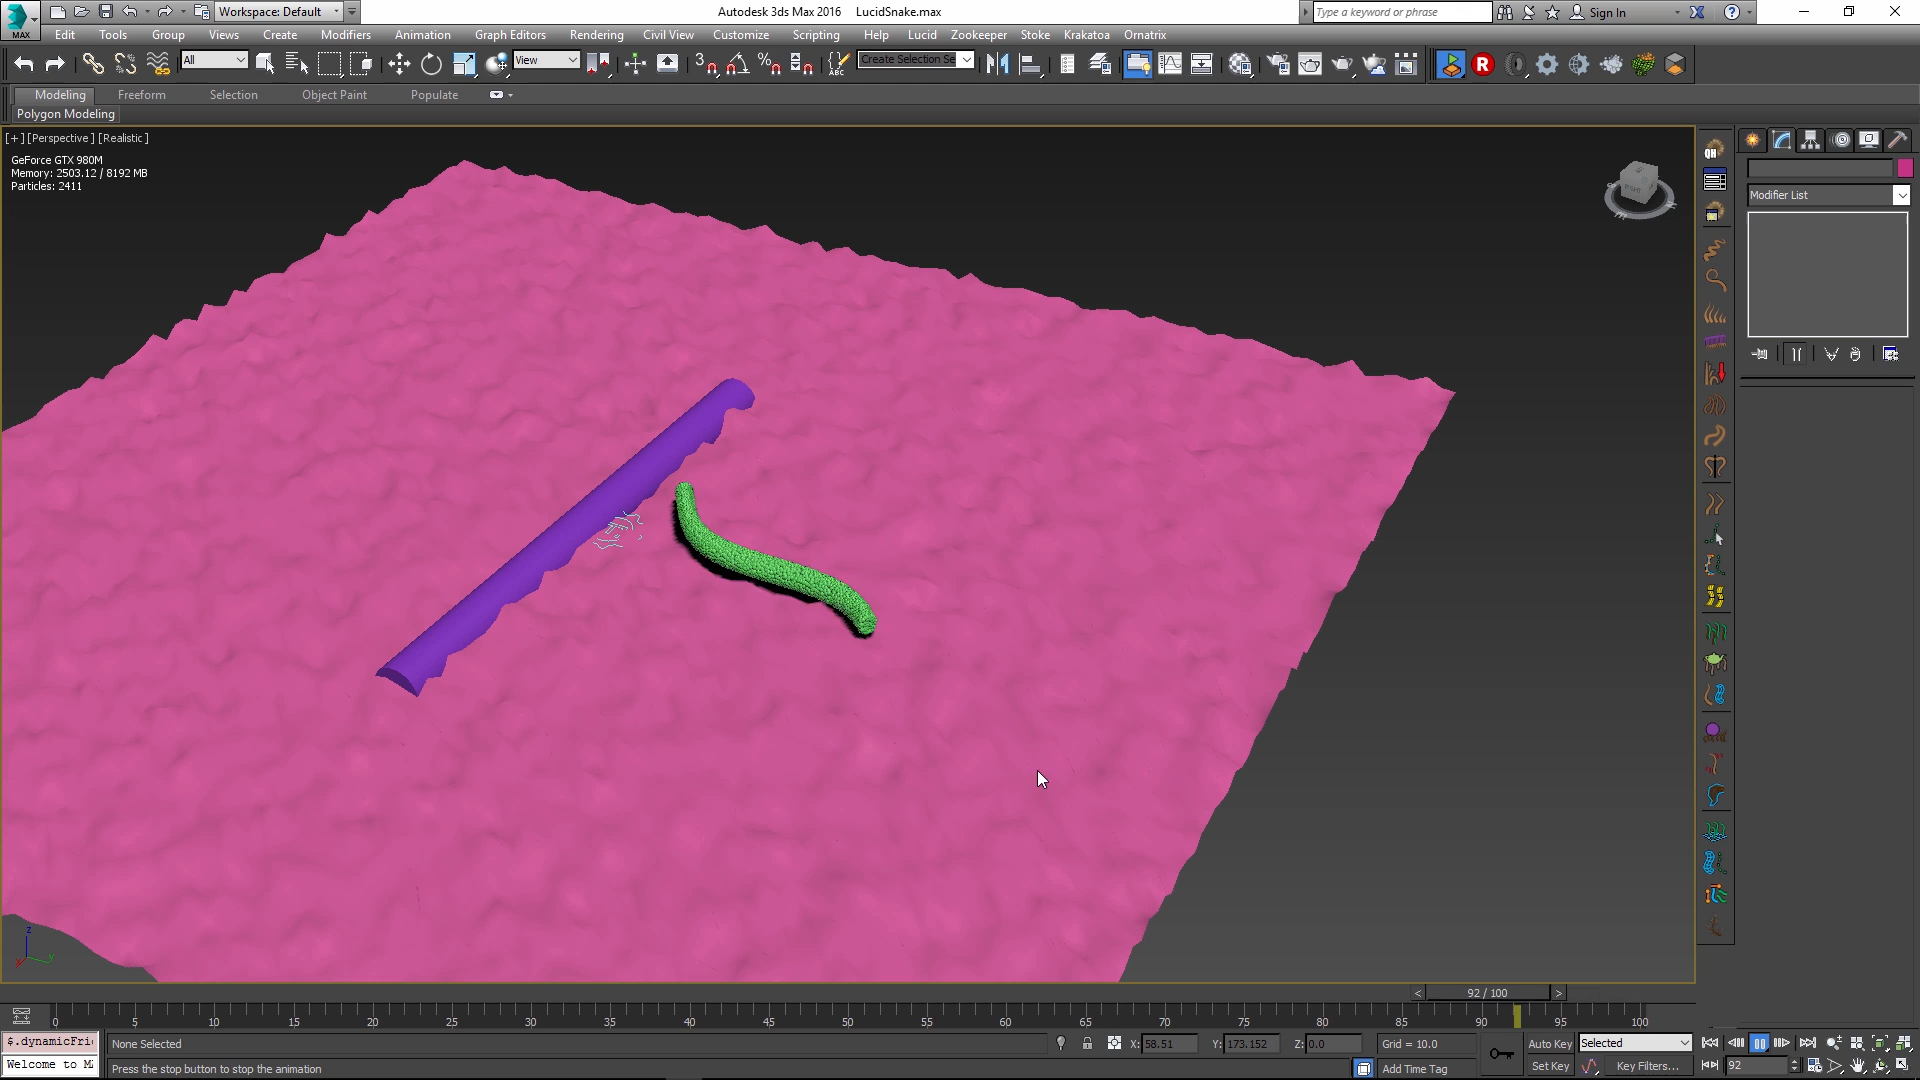 Workspace: Default
Autodesk 3ds Max 2016 LucidSnake.max
Type a keyword or phrase
Sign In
MAX
Edit Tools Group Views Create Modifiers Animation Graph Editors Rendering Civil View Customize Scripting Help Lucid Zookeeper Stoke Krakatoa Ornatrix
All
View
3
ABC
Create Selection Se
R
Modeling Freeform Selection Object Paint Populate
Polygon Modeling
[+] [Perspective] [Realistic]
GeForce GTX 980M
Memory: 2503.12 / 8192 MB
Particles: 2411
QH
Modifier List
z
x
y
< 92 / 100 >
0 5 10 15 20 25 30 35 40 45 50 55 60 65 70 75 80 85 90 95 100
$.dynamicFri
None Selected
X: 58.51
Y: 173.152
Z: 0.0
Grid = 10.0
Auto Key
Selected
Welcome to M
Press the stop button to stop the animation
Add Time Tag
Set Key
Key Filters...
92